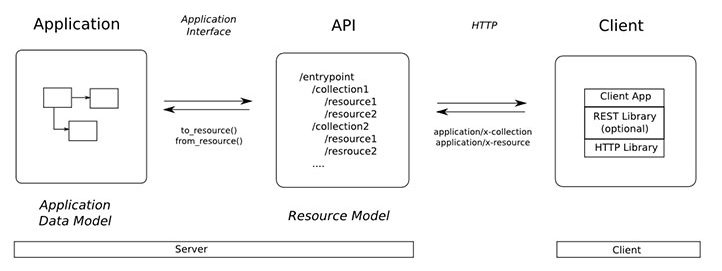 Application
Application
Interface
API
HTTP
Client
/entrypoint
/collection1
/resource1
/resource2
/collection2
/resource1
/resrouce2
....
to_resource()
from_resource()
application/x-collection
application/x-resource
Client App
REST Library
(optional)
HTTP Library
Application
Data Model
Resource Model
Server
Client